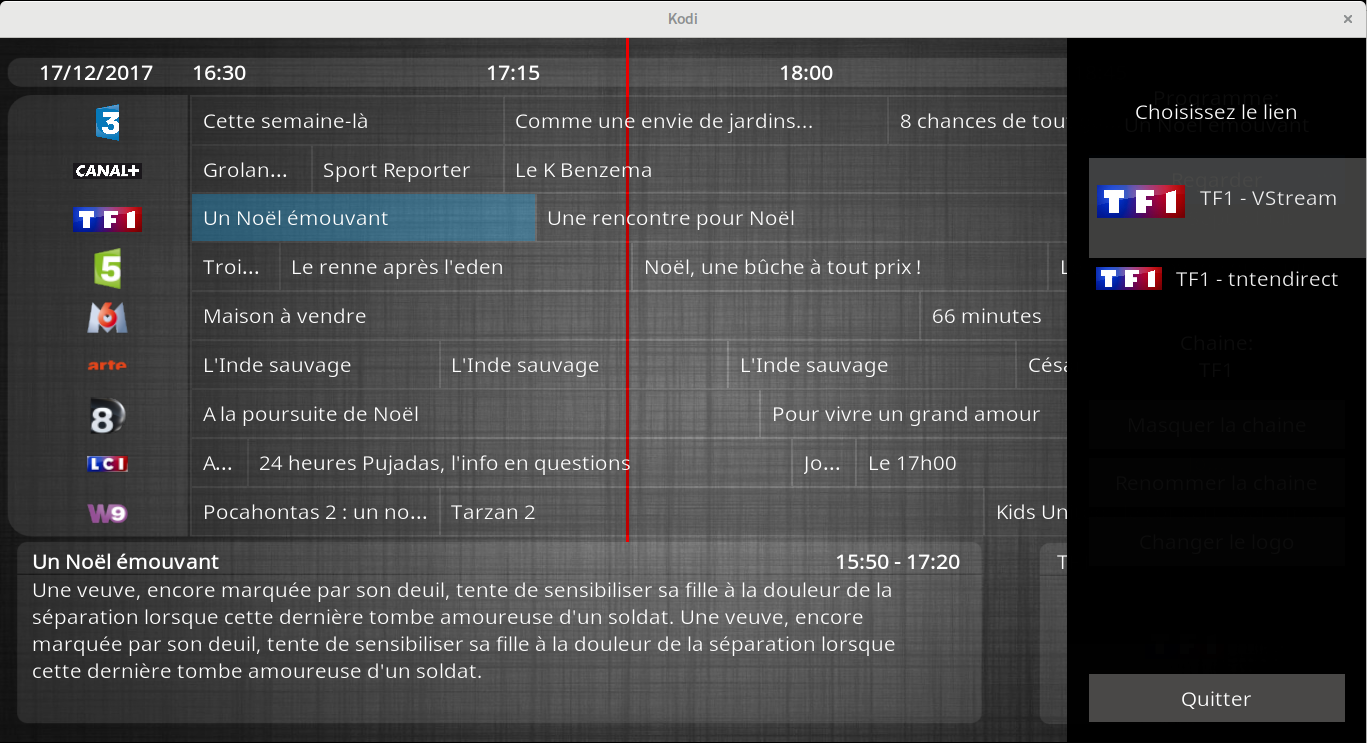 Kodi
17/12/2017 16:30 17:15 18:00
3 Cette semaine-là Comme une envie de jardins... 8 chances de tou
CANAL+ Grolan... Sport Reporter Le K Benzema
TF1 Un Noël émouvant Une rencontre pour Noël
5 Troi... Le renne après l'eden Noël, une bûche à tout prix ! L
M6 Maison à vendre 66 minutes
arte L'Inde sauvage L'Inde sauvage L'Inde sauvage Césa
8 A la poursuite de Noël Pour vivre un grand amour
LCI A... 24 heures Pujadas, l'info en questions Jo... Le 17h00
W9 Pocahontas 2 : un no... Tarzan 2 Kids Un
Un Noël émouvant 15:50 - 17:20
Une veuve, encore marquée par son deuil, tente de sensibiliser sa fille à la douleur de la
séparation lorsque cette dernière tombe amoureuse d'un soldat. Une veuve, encore
marquée par son deuil, tente de sensibiliser sa fille à la douleur de la séparation lorsque
cette dernière tombe amoureuse d'un soldat.
T
Programme:
Choisissez le lien
Un Noël émouvant
Regarder
TF1 TF1 - VStream
TF1 TF1 - tntendirect
Chaine:
TF1
Masquer la chaine
Renommer la chaine
Changer le logo
Quitter